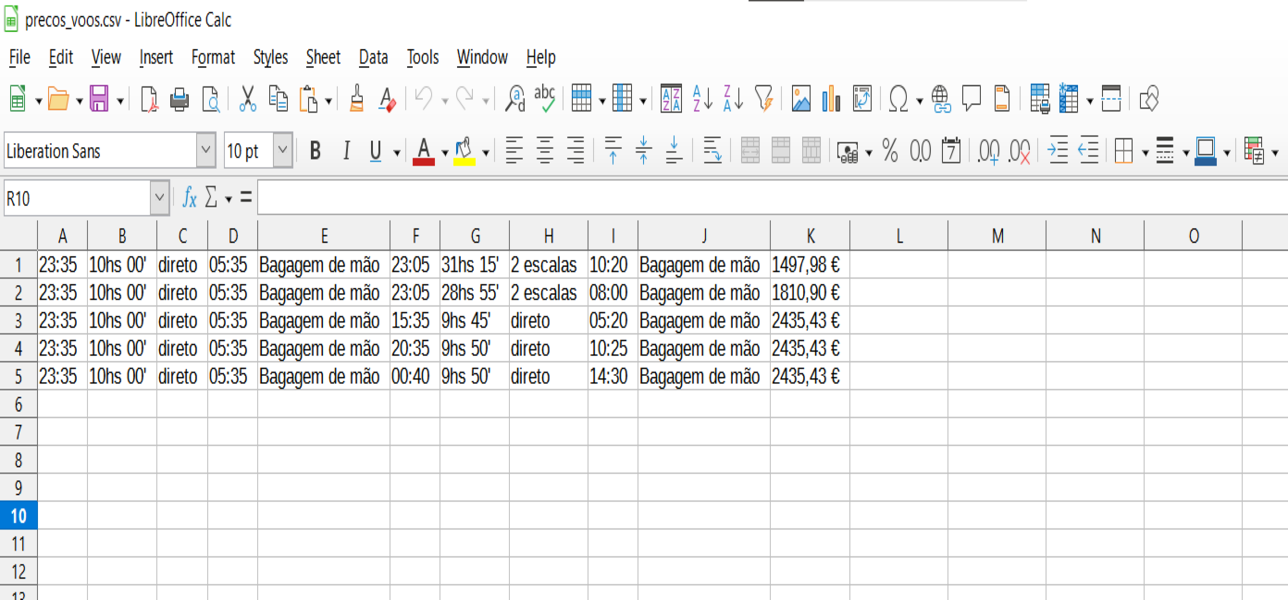 precos_voos.csv - LibreOffice Calc
File Edit View Insert Format Styles Sheet Data Tools Window Help
Liberation Sans 10 pt B I U A
R10 fx Σ =
A B C D E F G H I J K L M N O
1 23:35 10hs 00' direto 05:35 Bagagem de mão 23:05 31hs 15' 2 escalas 10:20 Bagagem de mão 1497,98 €
2 23:35 10hs 00' direto 05:35 Bagagem de mão 23:05 28hs 55' 2 escalas 08:00 Bagagem de mão 1810,90 €
3 23:35 10hs 00' direto 05:35 Bagagem de mão 15:35 9hs 45' direto 05:20 Bagagem de mão 2435,43 €
4 23:35 10hs 00' direto 05:35 Bagagem de mão 20:35 9hs 50' direto 10:25 Bagagem de mão 2435,43 €
5 23:35 10hs 00' direto 05:35 Bagagem de mão 00:40 9hs 50' direto 14:30 Bagagem de mão 2435,43 €
6
7
8
9
10
11
12
13